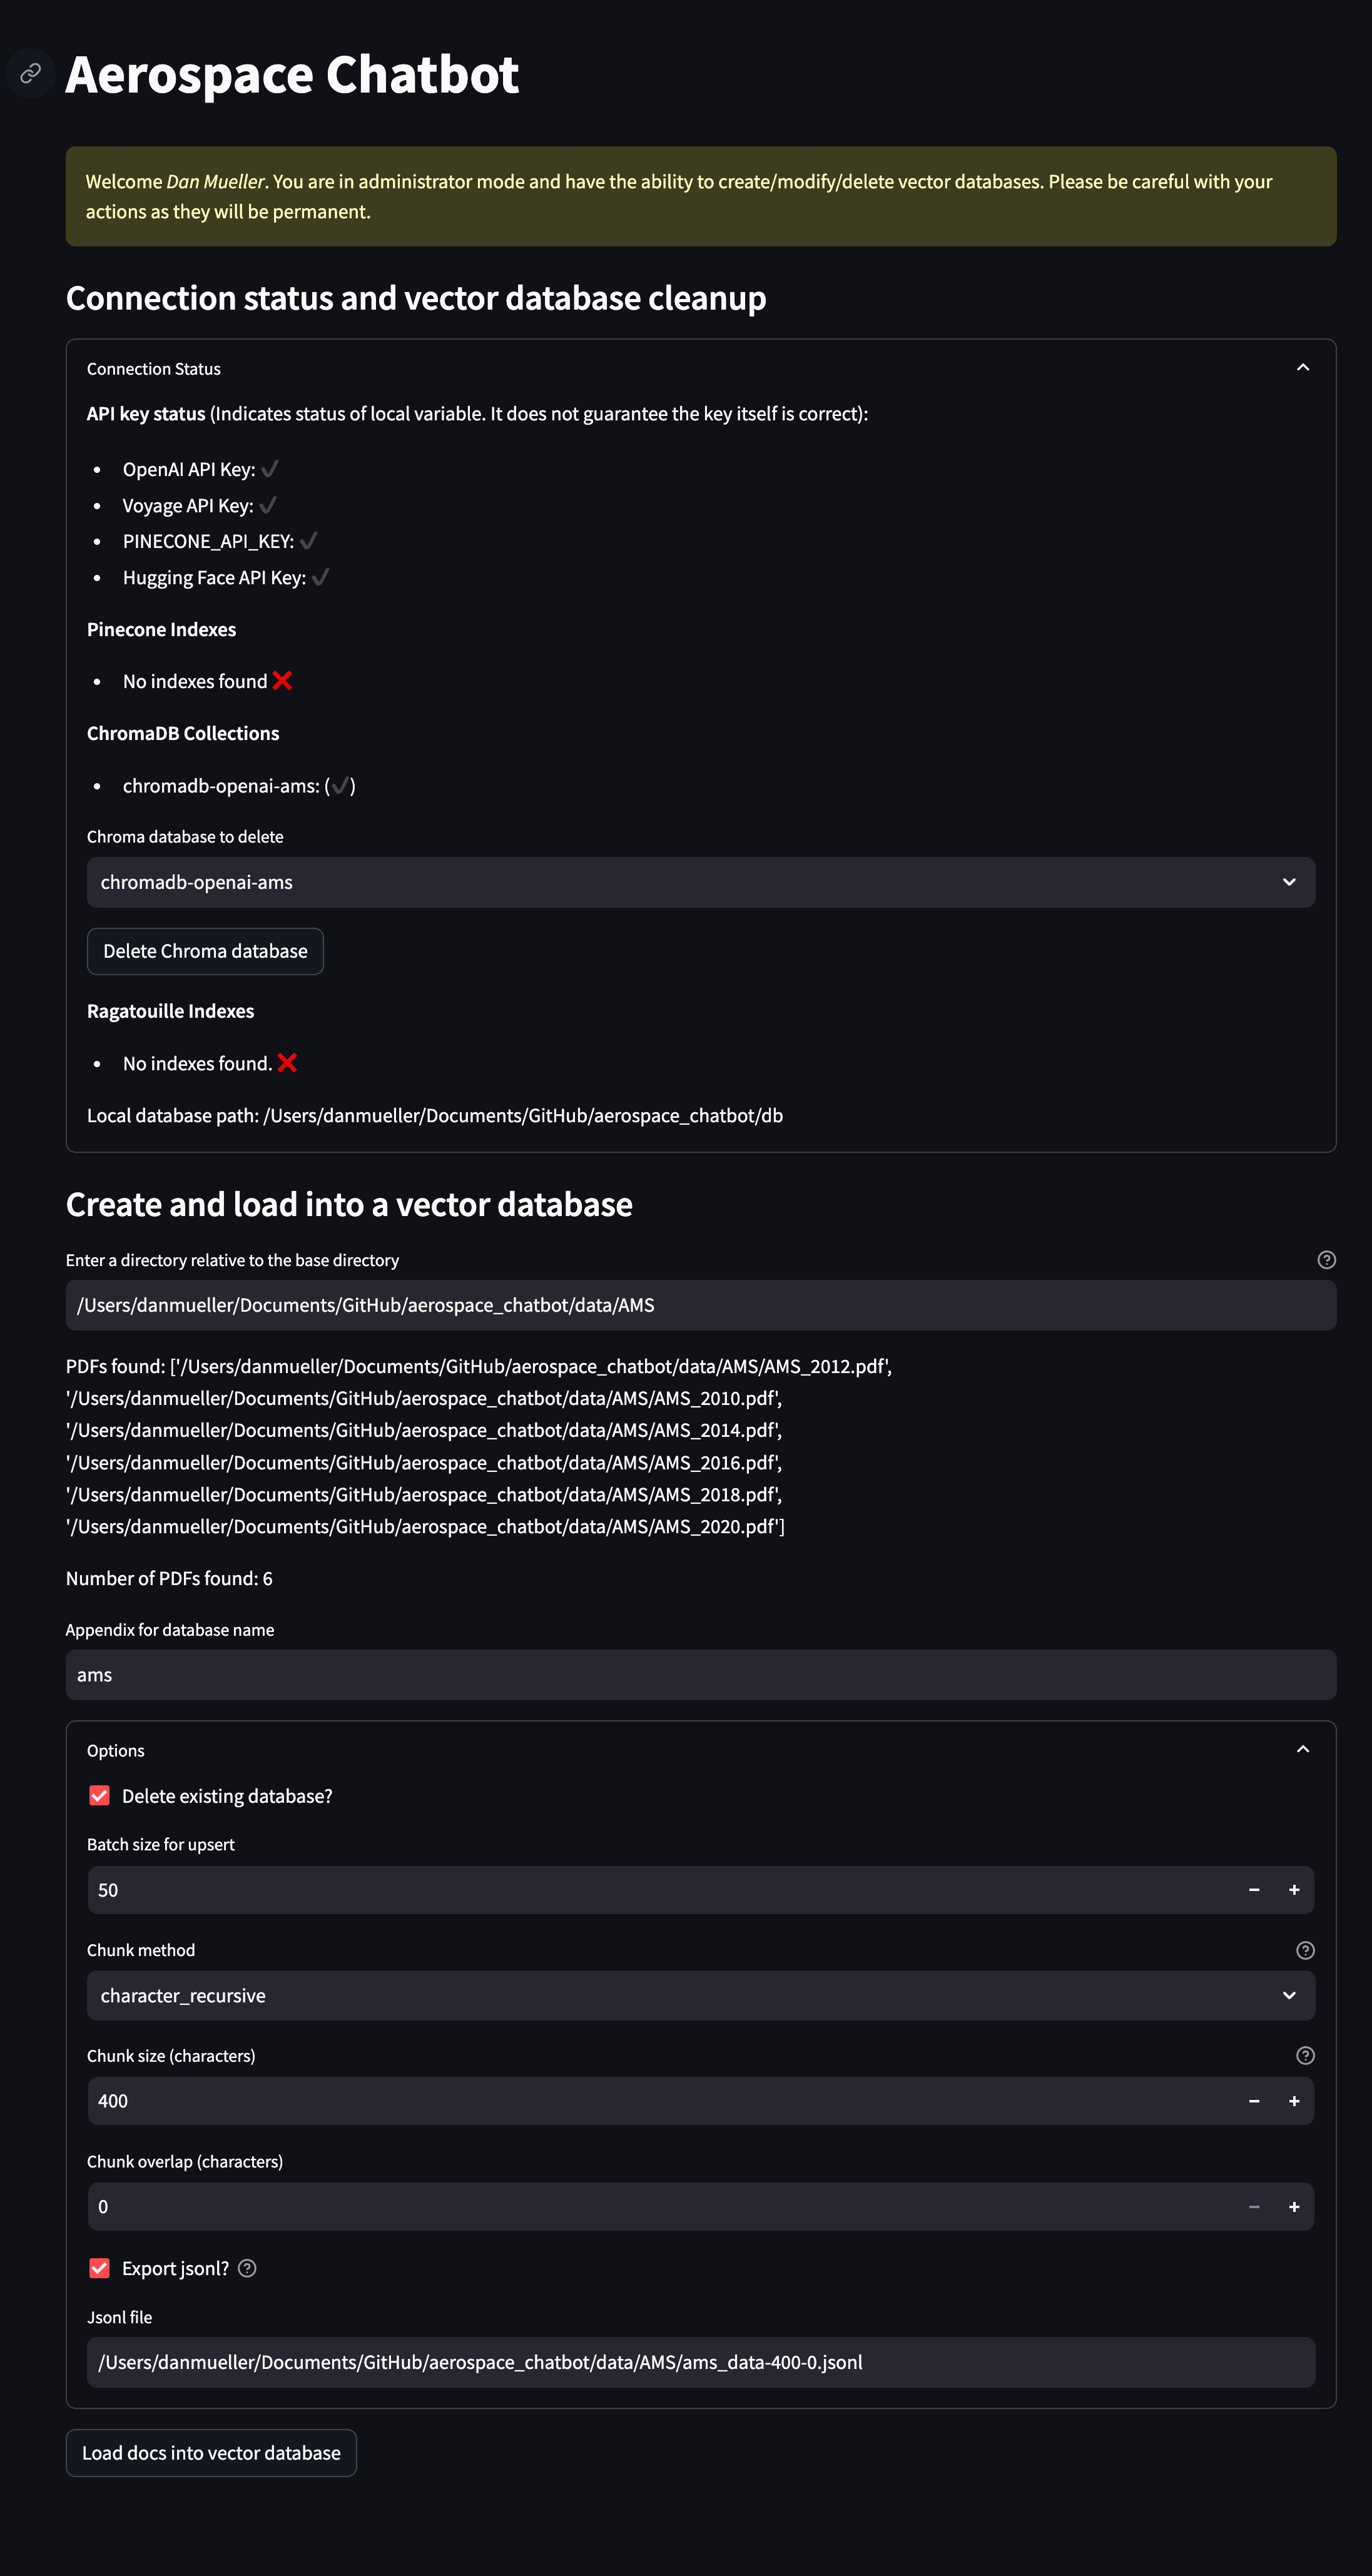 Aerospace Chatbot
Welcome Dan Mueller. You are in administrator mode and have the ability to create/modify/delete vector databases. Please be careful with your
actions as they will be permanent.
Connection status and vector database cleanup
Connection Status
API key status (Indicates status of local variable. It does not guarantee the key itself is correct):
• OpenAI API Key: ✔
• Voyage API Key: ✔
• PINECONE_API_KEY: ✔
• Hugging Face API Key: ✔
Pinecone Indexes
• No indexes found ❌
ChromaDB Collections
• chromadb-openai-ams: (✔)
Chroma database to delete
chromadb-openai-ams
Delete Chroma database
Ragatouille Indexes
• No indexes found. ❌
Local database path: /Users/danmueller/Documents/GitHub/aerospace_chatbot/db
Create and load into a vector database
Enter a directory relative to the base directory
/Users/danmueller/Documents/GitHub/aerospace_chatbot/data/AMS
PDFs found: ['/Users/danmueller/Documents/GitHub/aerospace_chatbot/data/AMS/AMS_2012.pdf',
'/Users/danmueller/Documents/GitHub/aerospace_chatbot/data/AMS/AMS_2010.pdf',
'/Users/danmueller/Documents/GitHub/aerospace_chatbot/data/AMS/AMS_2014.pdf',
'/Users/danmueller/Documents/GitHub/aerospace_chatbot/data/AMS/AMS_2016.pdf',
'/Users/danmueller/Documents/GitHub/aerospace_chatbot/data/AMS/AMS_2018.pdf',
'/Users/danmueller/Documents/GitHub/aerospace_chatbot/data/AMS/AMS_2020.pdf']
Number of PDFs found: 6
Appendix for database name
ams
Options
Delete existing database?
Batch size for upsert
50
Chunk method
character_recursive
Chunk size (characters)
400
Chunk overlap (characters)
0
Export jsonl?
Jsonl file
/Users/danmueller/Documents/GitHub/aerospace_chatbot/data/AMS/ams_data-400-0.jsonl
Load docs into vector database